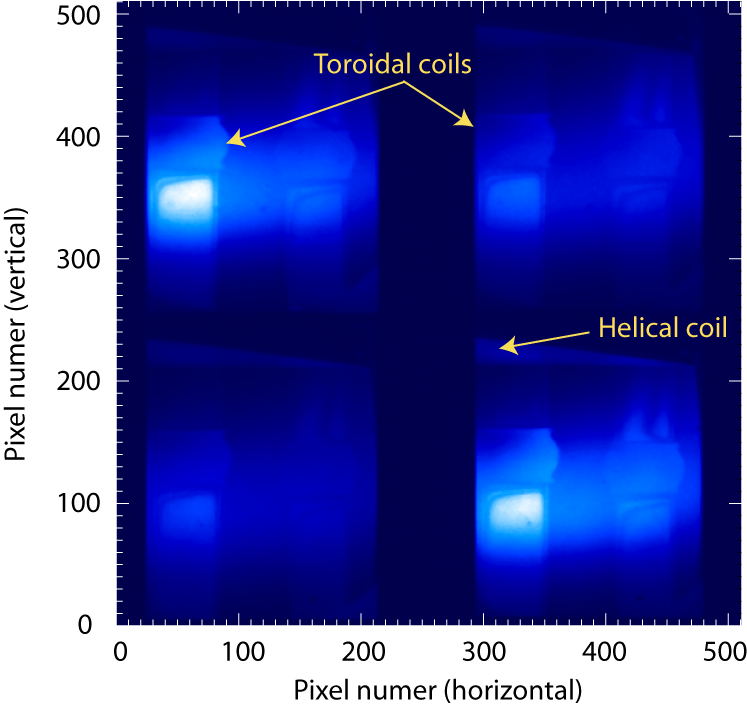 500
Toroidal coils
400
300
Helical coil
200
100
0
0 100 200 300 400 500
Pixel numer (vertical)
Pixel numer (horizontal)